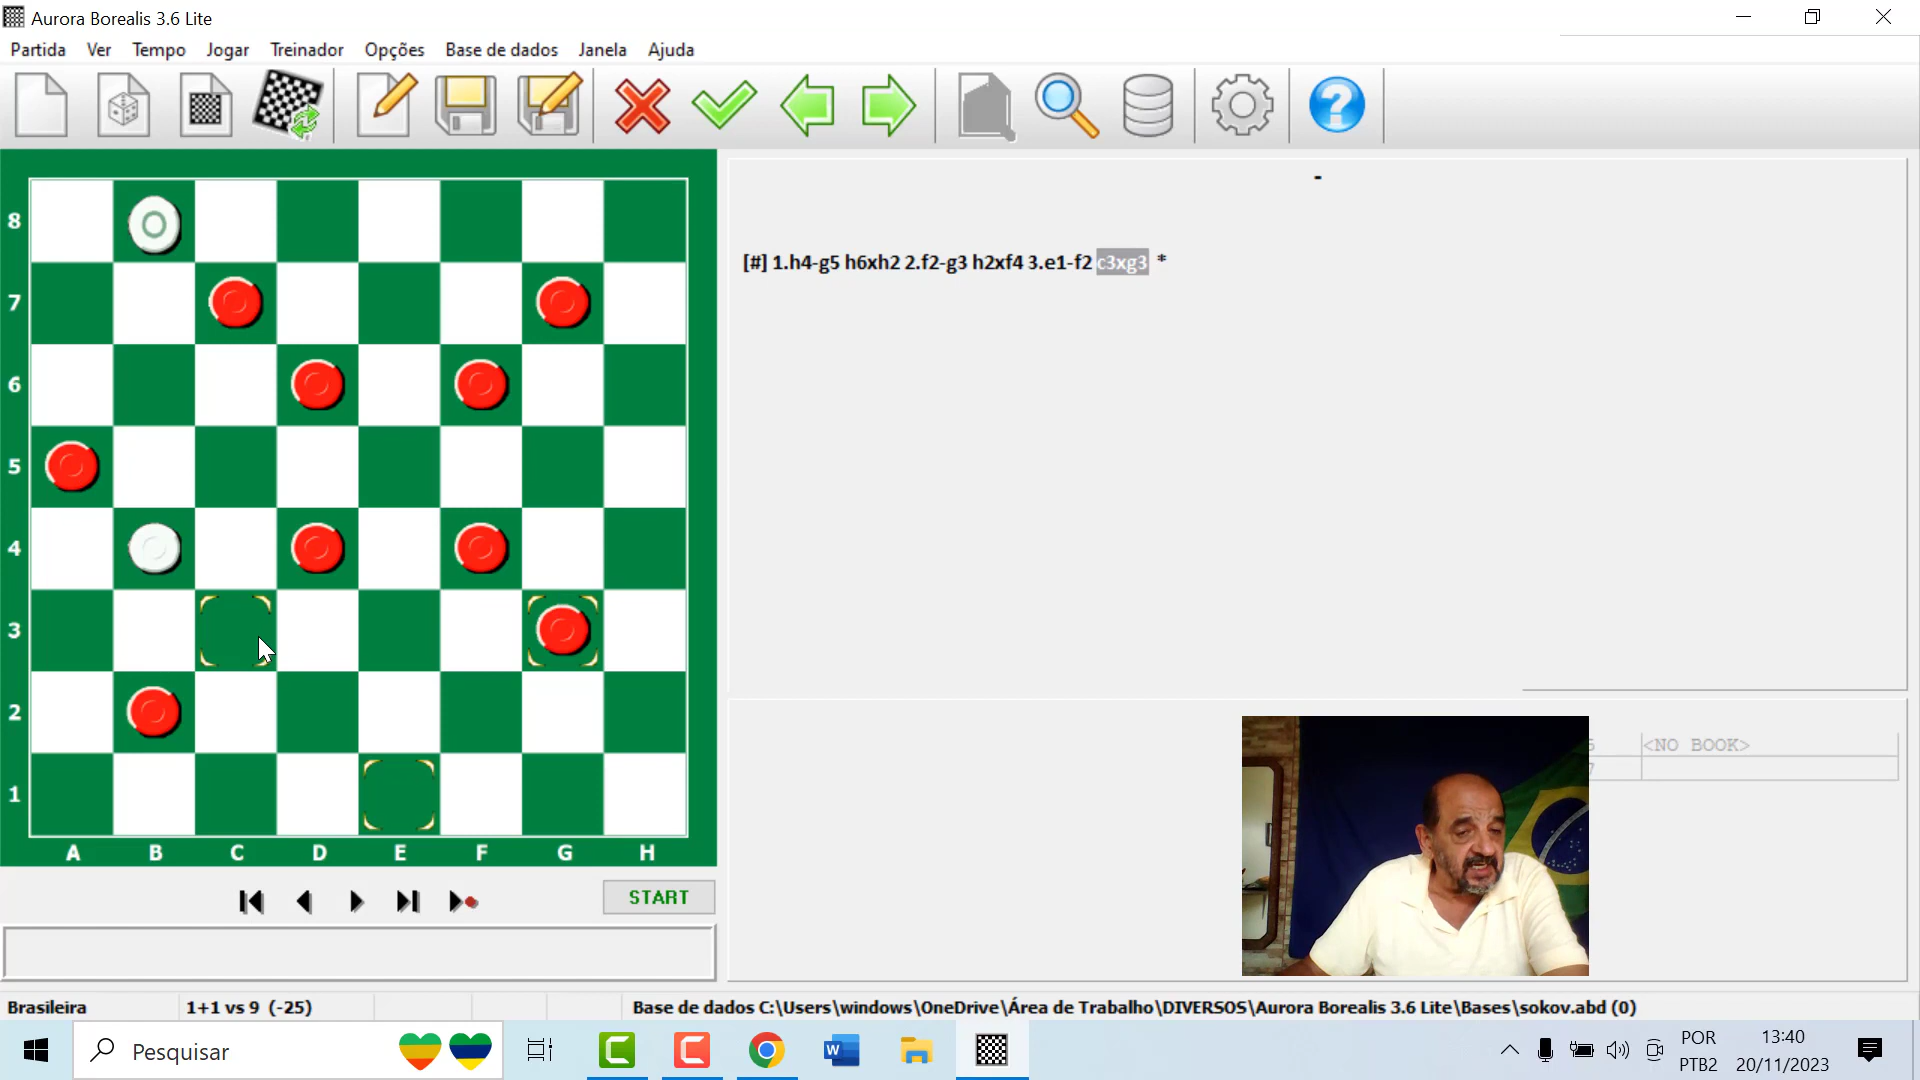 Aurora Borealis 3.6 Lite
Partida Ver Tempo Jogar Treinador Opções Base de dados Janela Ajuda
-
[#] 1.h4-g5 h6xh2 2.f2-g3 h2xf4 3.e1-f2 c3xg3 *
8
7
6
5
4
3
2
1
A B C D E F G H
START
<NO BOOK>
Brasileira
1+1 vs 9 (-25)
Base de dados C:\Users\windows\OneDrive\Área de Trabalho\DIVERSOS\Aurora Borealis 3.6 Lite\Bases\sokov.abd (0)
Pesquisar
POR
PTB2
13:40
20/11/2023